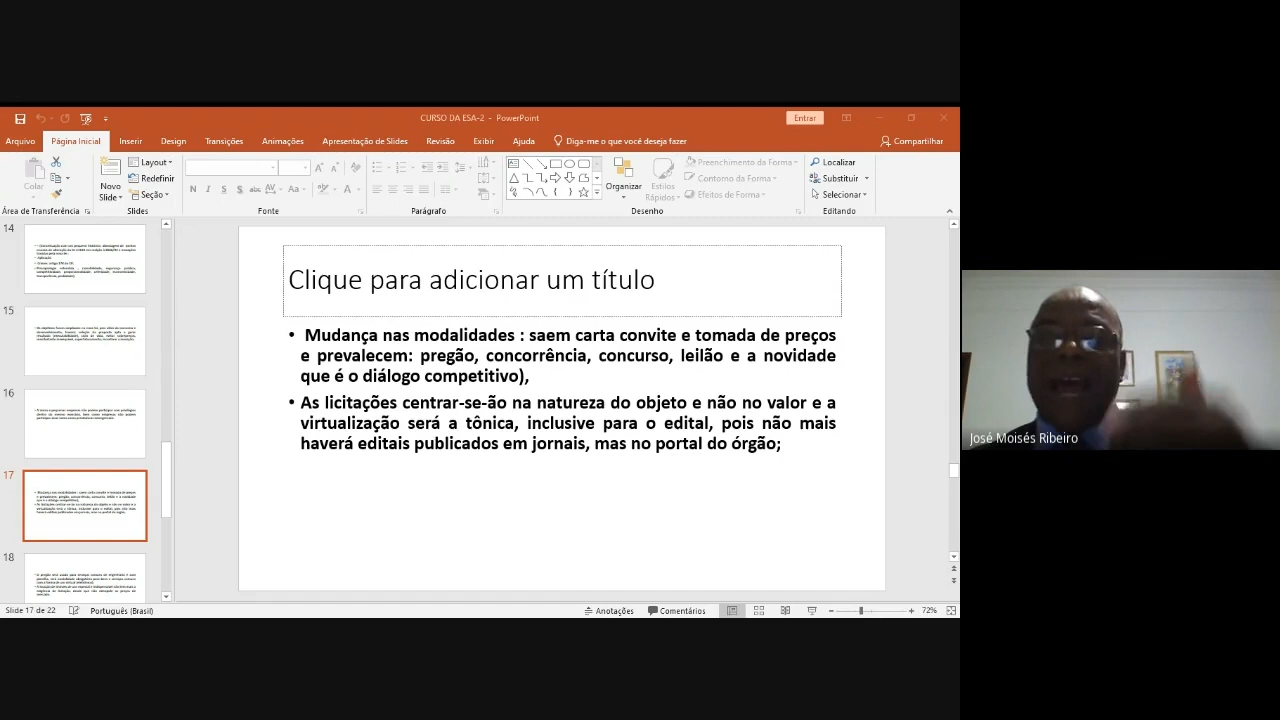 CURSO DA ESA-2 - PowerPoint
Entrar
Arquivo Página Inicial Inserir Design Transições Animações Apresentação de Slides Revisão Exibir Ajuda Diga-me o que você deseja fazer Compartilhar
Colar
Novo Slide
Layout
Redefinir
Seção
N I S S abc AV Aa A
Organizar
Estilos Rápidos
Preenchimento da Forma
Contorno da Forma
Efeitos de Forma
Localizar
Substituir
Selecionar
Área de Transferência Slides Fonte Parágrafo Desenho Editando
14
15
16
17
18
Clique para adicionar um título
• Mudança nas modalidades : saem carta convite e tomada de preços
e prevalecem: pregão, concorrência, concurso, leilão e a novidade
que é o diálogo competitivo),
• As licitações centrar-se-ão na natureza do objeto e não no valor e a
virtualização será a tônica, inclusive para o edital, pois não mais
haverá editais publicados em jornais, mas no portal do órgão;
José Moisés Ribeiro
Slide 17 de 22 Português (Brasil) Anotações Comentários 72%